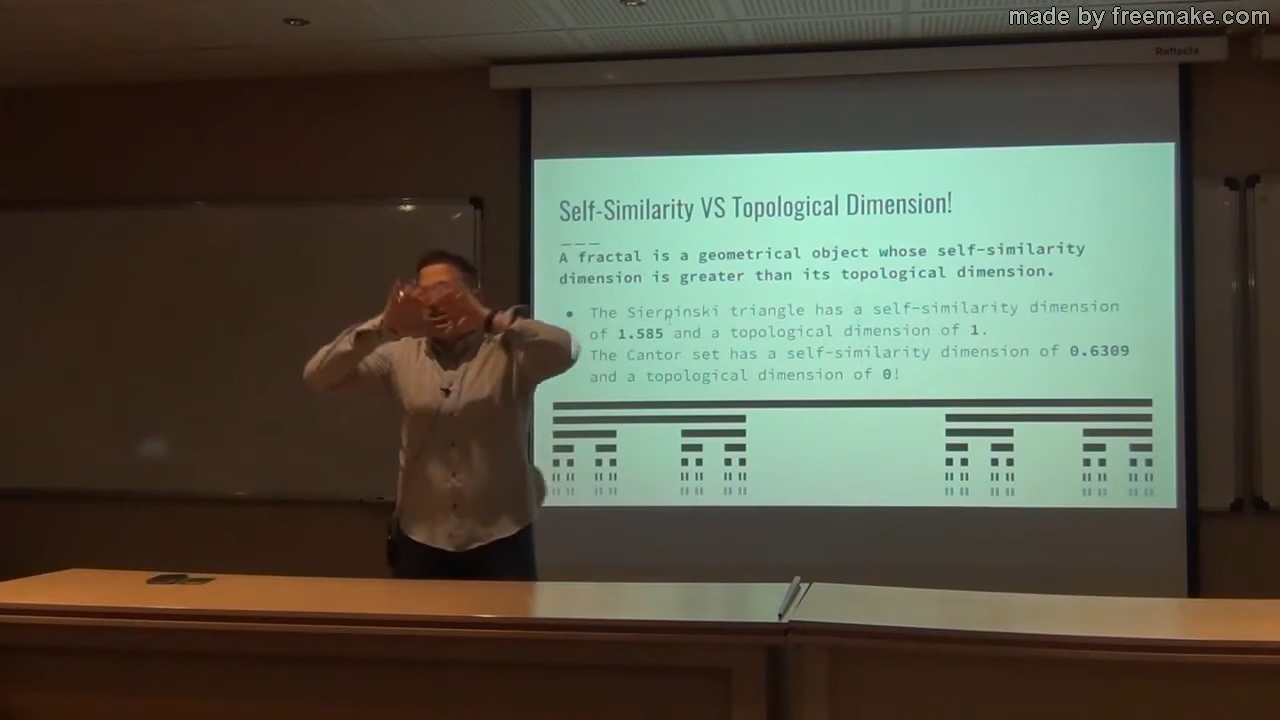 made by freemake.com
Reflecta
Self-Similarity VS Topological Dimension!
A fractal is a geometrical object whose self-similarity
dimension is greater than its topological dimension.
• The Sierpinski triangle has a self-similarity dimension
of 1.585 and a topological dimension of 1.
The Cantor set has a self-similarity dimension of 0.6309
and a topological dimension of 0!